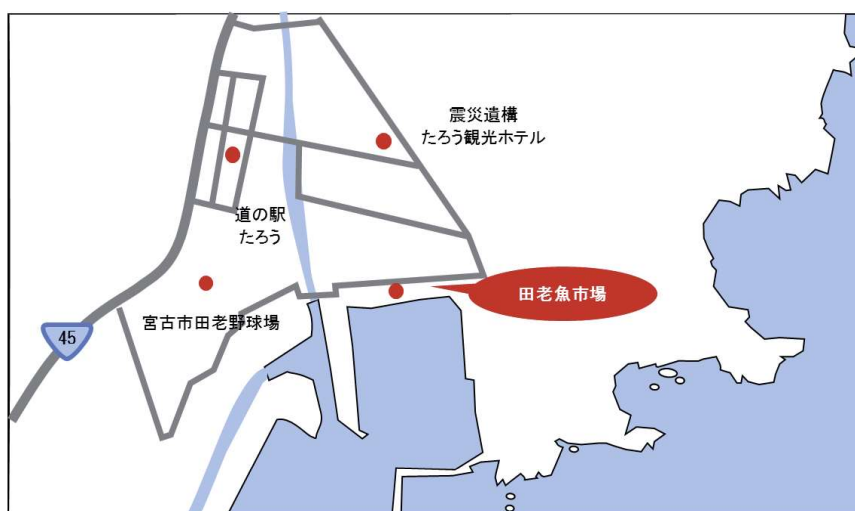 震災遺構
たろう観光ホテル
道の駅
たろう
田老魚市場
宮古市田老野球場
45